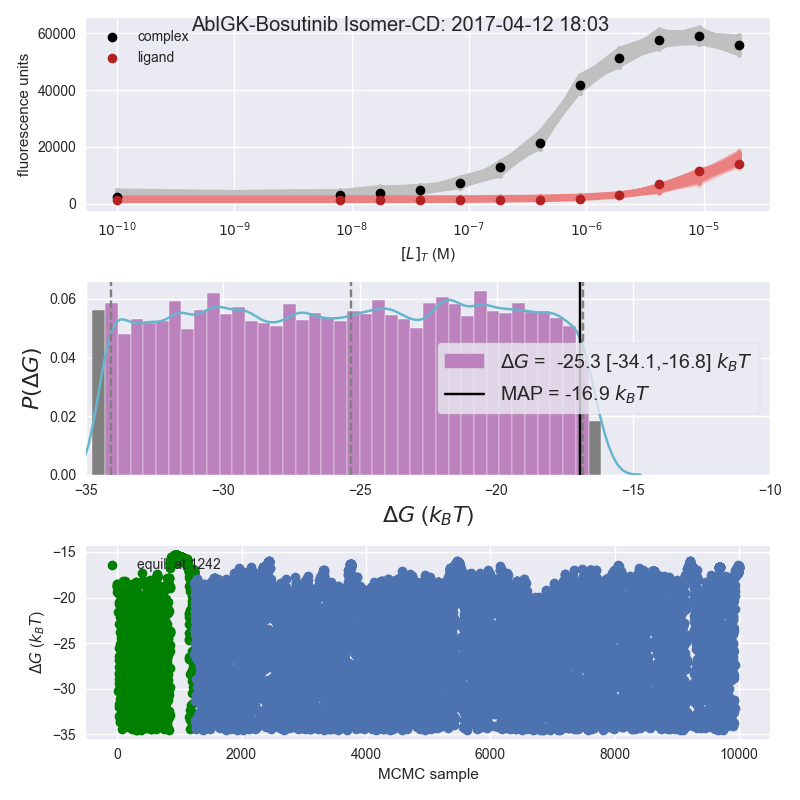 AblGK-Bosutinib Isomer-CD: 2017-04-12 18:03
complex
ligand
fluorescence units
60000
40000
20000
0
10⁻¹⁰ 10⁻⁹ 10⁻⁸ 10⁻⁷ 10⁻⁶ 10⁻⁵
[L]_T (M)
P(ΔG)
0.06
0.04
0.02
0.00
ΔG = -25.3 [-34.1,-16.8] k_BT
MAP = -16.9 k_BT
−35 −30 −25 −20 −15 −10
ΔG (k_BT)
equil. at 1242
ΔG (k_BT)
−15
−20
−25
−30
−35
0 2000 4000 6000 8000 10000
MCMC sample